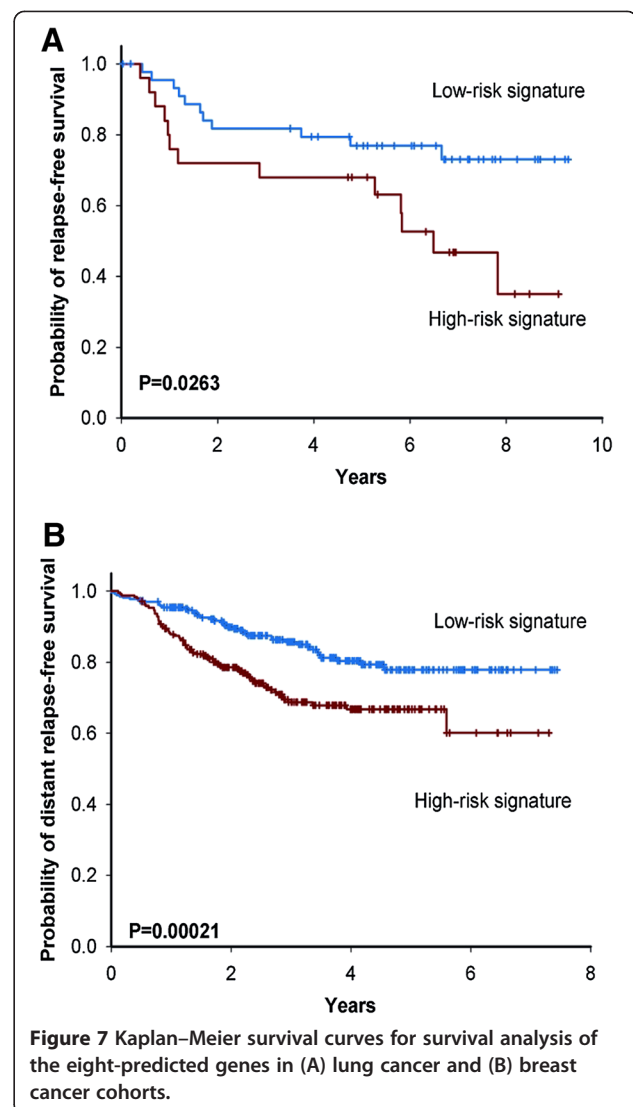 A
Probability of relapse-free survival
1.0
0.8
0.6
0.4
0.2
0.0
Low-risk signature
High-risk signature
P=0.0263
0 2 4 6 8 10
Years
B
Probability of distant relapse-free survival
1.0
0.8
0.6
0.4
0.2
0.0
Low-risk signature
High-risk signature
P=0.00021
0 2 4 6 8
Years
Figure 7 Kaplan–Meier survival curves for survival analysis of
the eight-predicted genes in (A) lung cancer and (B) breast
cancer cohorts.